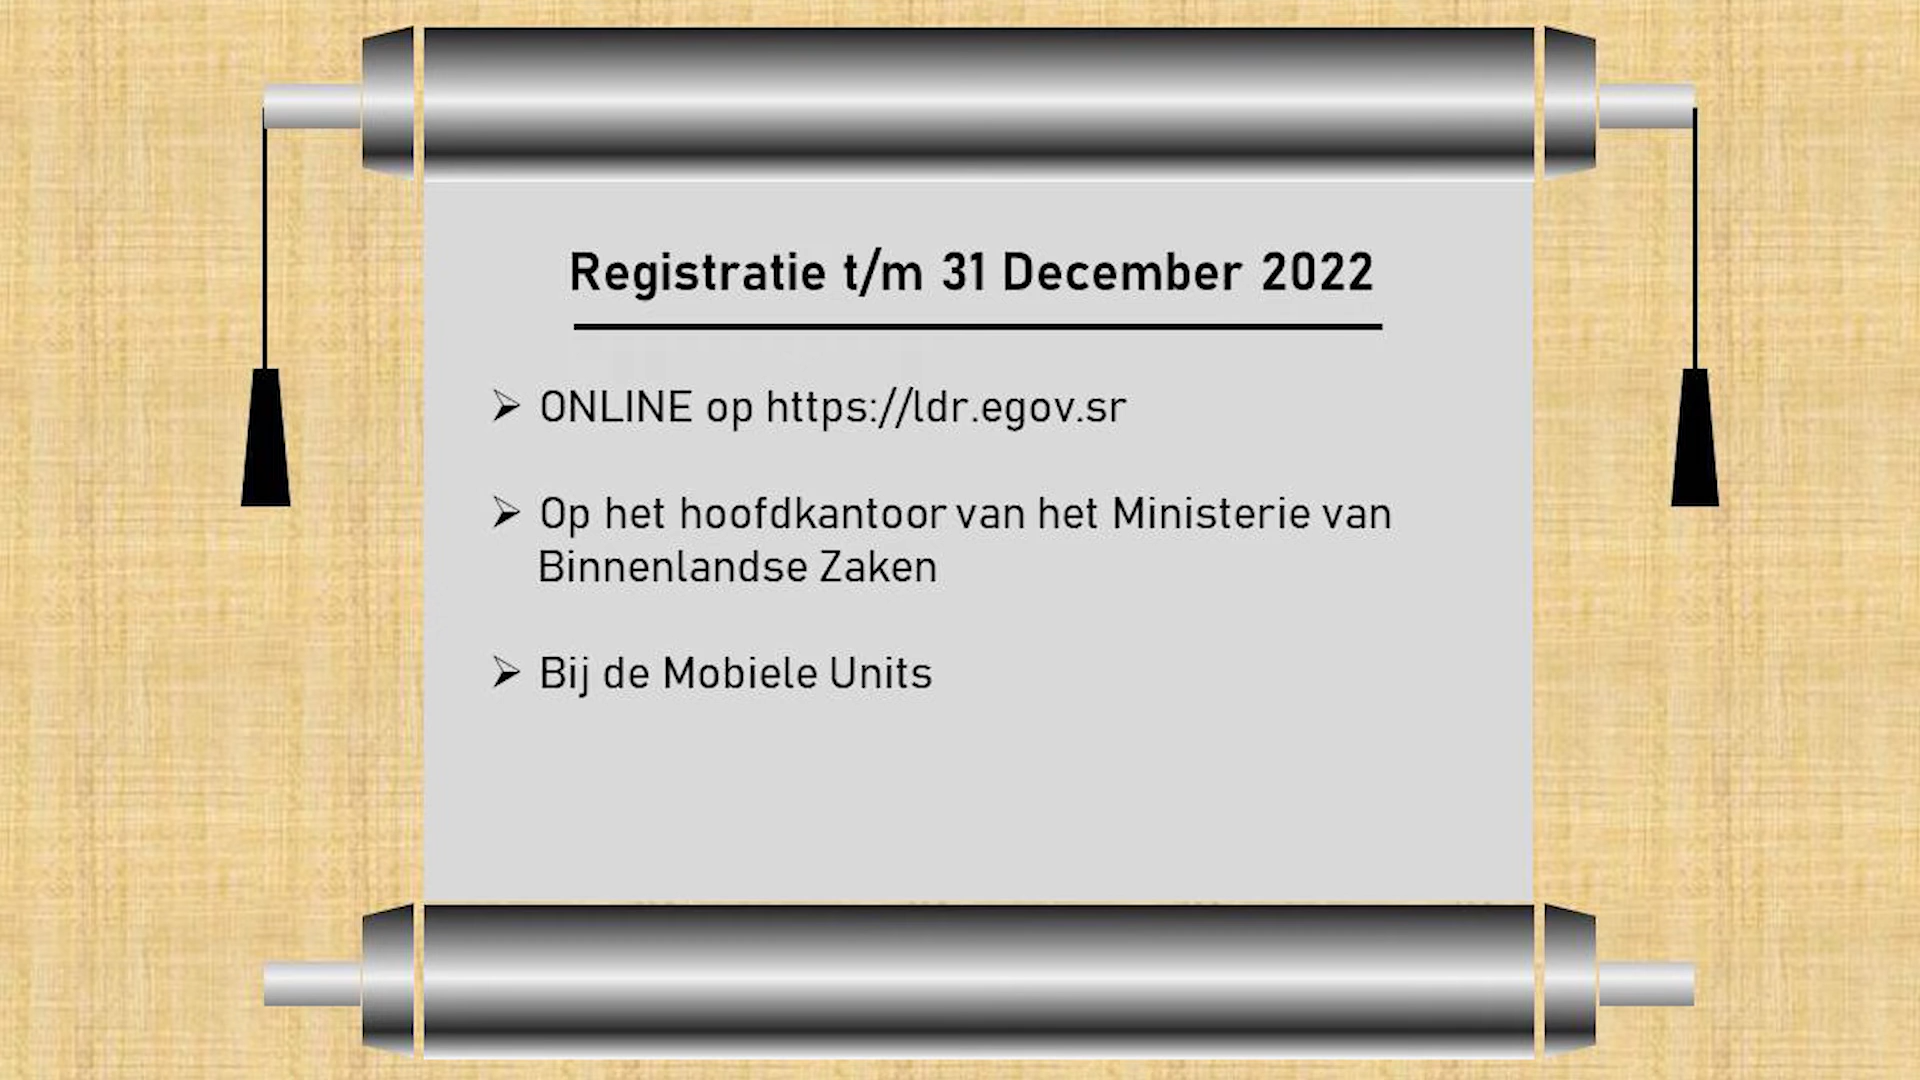 Registratie t/m 31 December 2022
➢ ONLINE op https://ldr.egov.sr
➢ Op het hoofdkantoor van het Ministerie van
Binnenlandse Zaken
➢ Bij de Mobiele Units